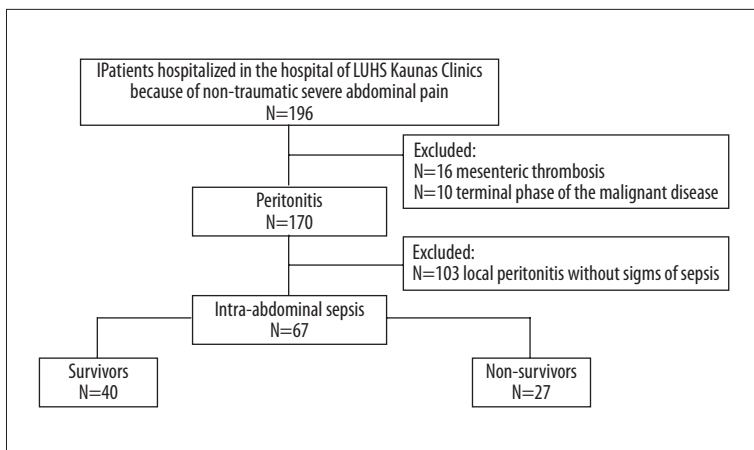 IPatients hospitalized in the hospital of LUHS Kaunas Clinics
because of non-traumatic severe abdominal pain
N=196
Excluded:
N=16 mesenteric thrombosis
N=10 terminal phase of the malignant disease
Peritonitis
N=170
Excluded:
N=103 local peritonitis without sigms of sepsis
Intra-abdominal sepsis
N=67
Survivors
N=40
Non-survivors
N=27